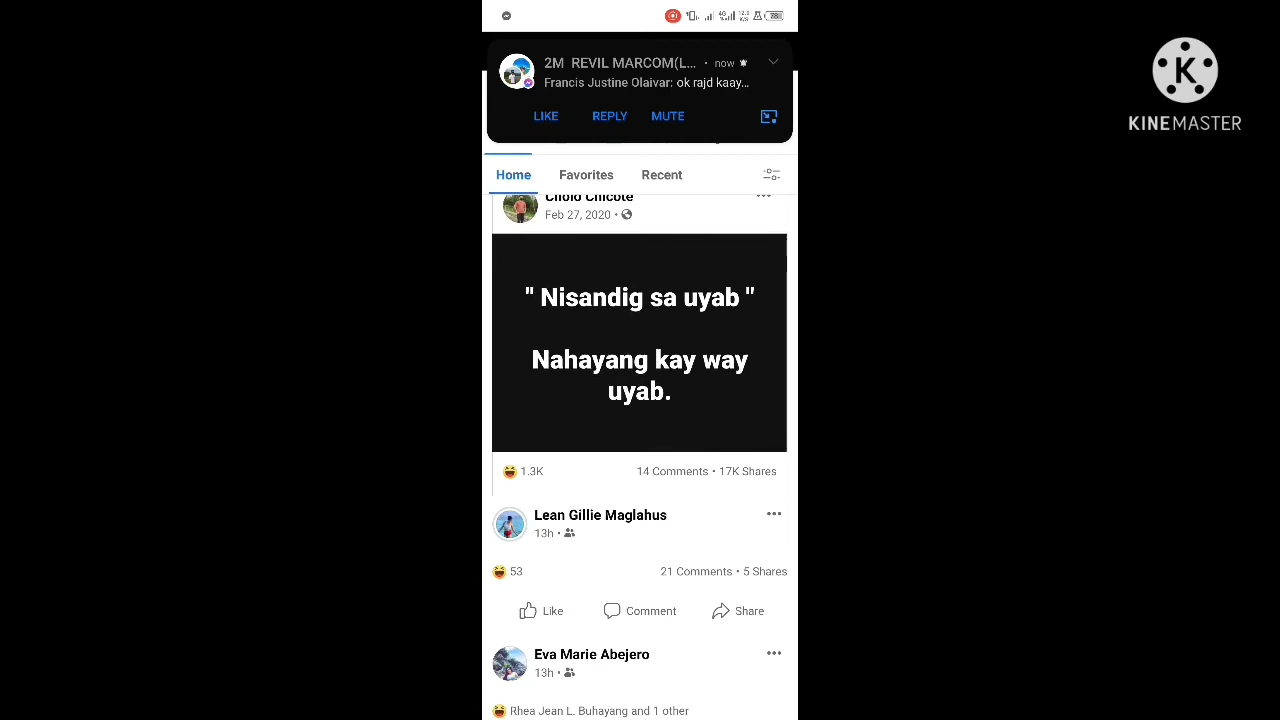 2M REVIL MARCOM(L... • now
Francis Justine Olaivar: ok rajd kaay...
LIKE REPLY MUTE
Home Favorites Recent
Cholo Chicote
Feb 27, 2020 •
" Nisandig sa uyab "
Nahayang kay way
uyab.
1.3K 14 Comments • 17K Shares
Lean Gillie Maglahus
13h •
53 21 Comments • 5 Shares
Like Comment Share
Eva Marie Abejero
13h •
Rhea Jean L. Buhayang and 1 other
K
KINEMASTER